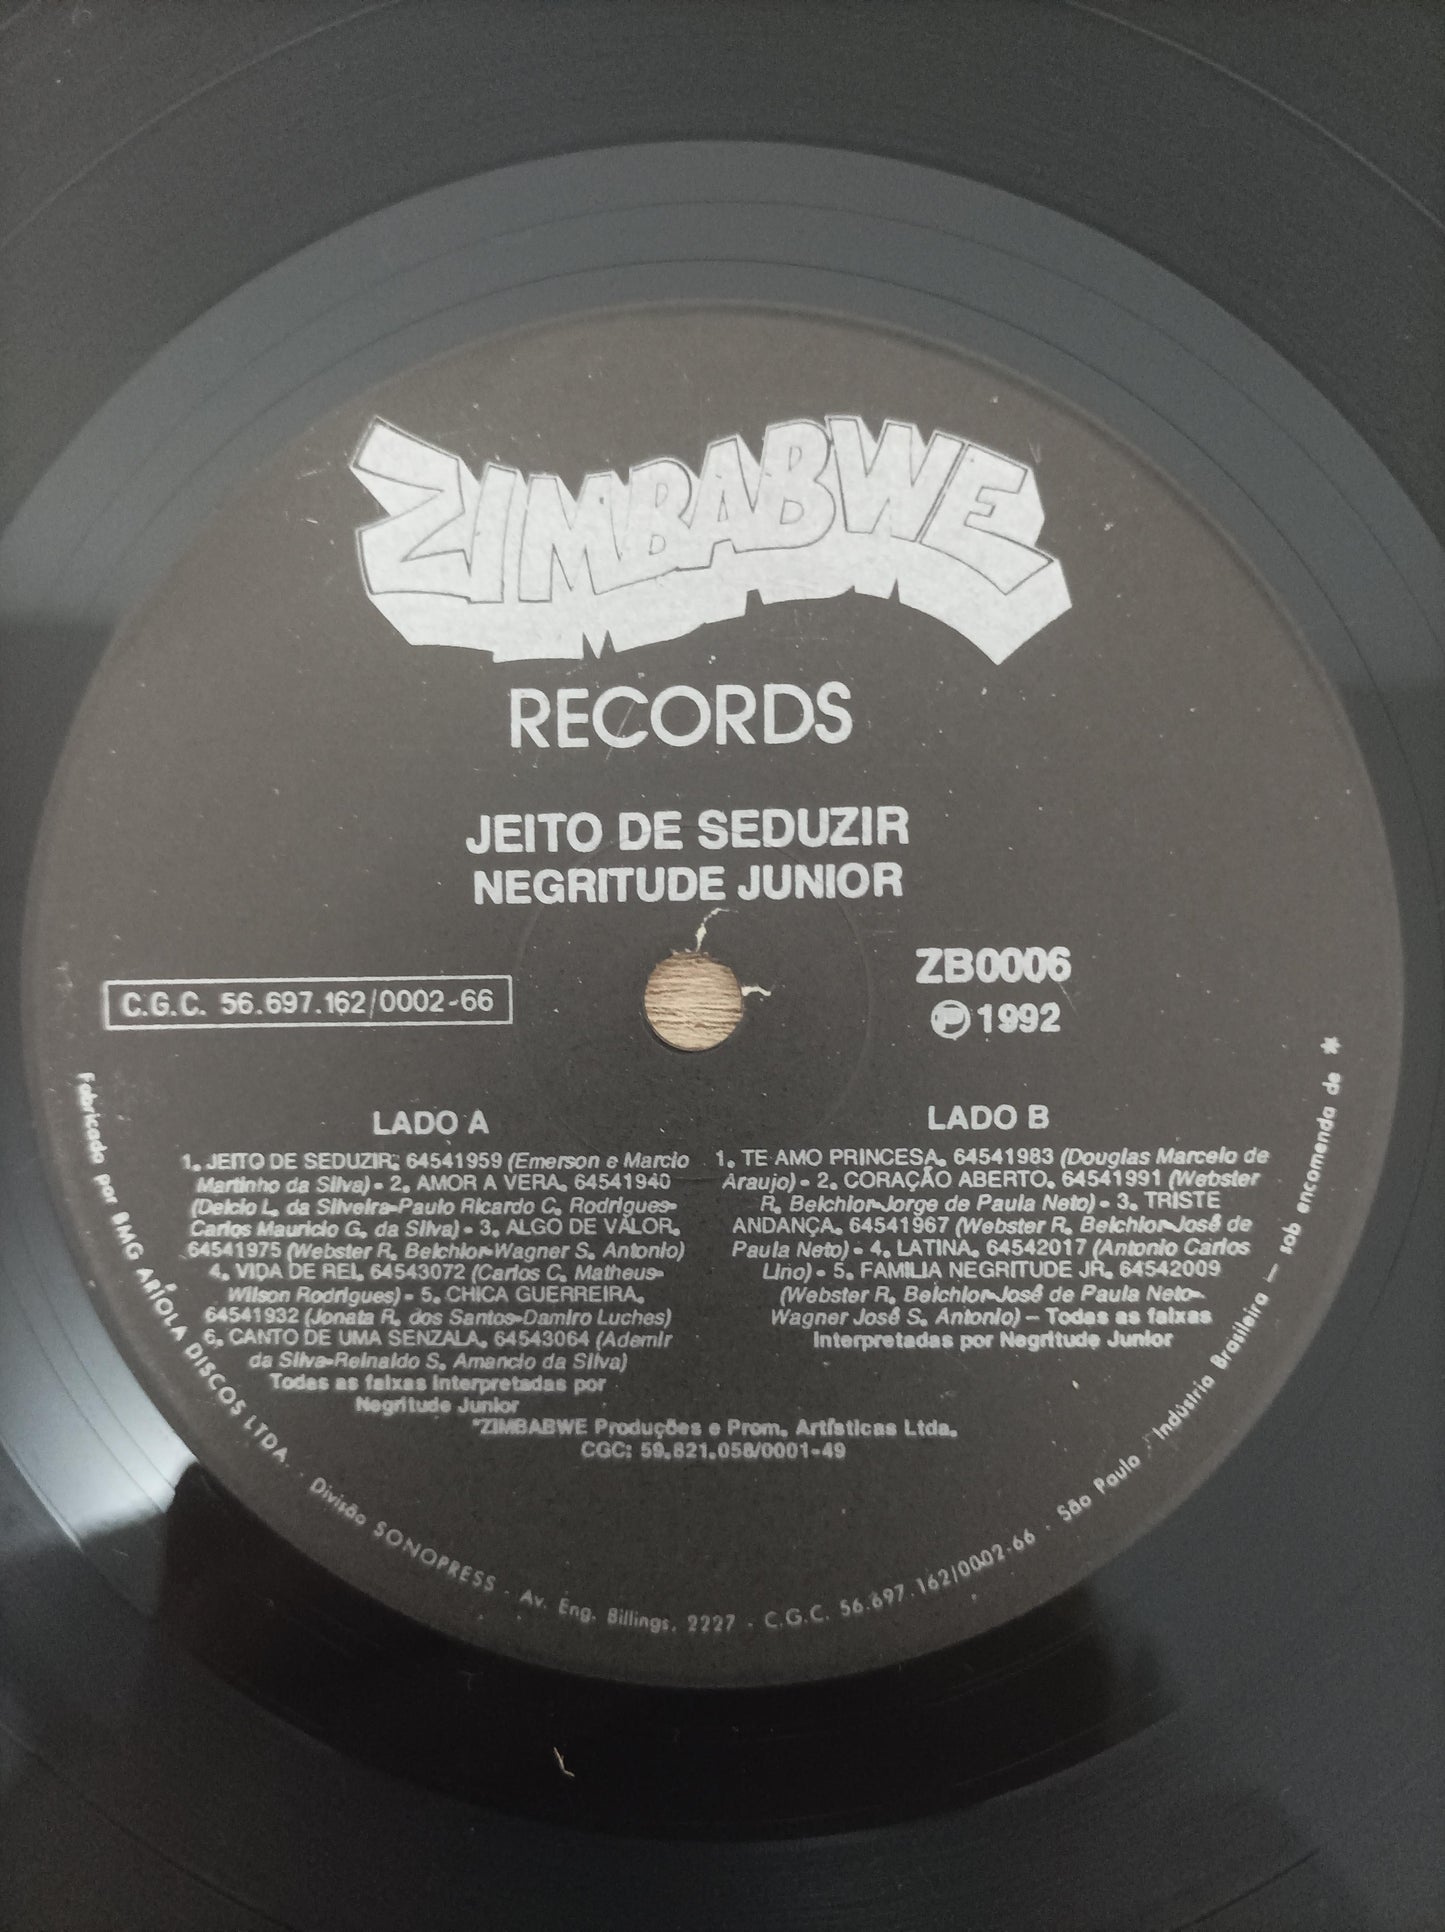 ZIMBABWE
RECORDS
JEITO DE SEDUZIR
NEGRITUDE JUNIOR
ZB0006
Ⓟ 1992
C.G.C. 56.697.162/0002-66
LADO A
1. JEITO DE SEDUZIR. 64541959 (Emerson e Marcio
Martinho da Silva) - 2. AMOR A VERA. 64541940
(Delcio L. da Silveira-Paulo Ricardo C. Rodrigues-
Carlos Mauricio G. da Silva) - 3. ALGO DE VALOR.
64541975 (Webster R. Belchior-Wagner S. Antonio)
4. VIDA DE REI. 64543072 (Carlos C. Matheus-
Wilson Rodrigues) - 5. CHICA GUERREIRA.
64541932 (Jonata R. dos Santos-Damiro Luches)
6. CANTO DE UMA SENZALA. 64543064 (Ademir
da Silva-Reinaldo S. Amancio da Silva)
Todas as faixas interpretadas por
Negritude Junior
LADO B
1. TE AMO PRINCESA. 64541983 (Douglas Marcelo de
Araujo) - 2. CORAÇÃO ABERTO. 64541991 (Webster
R. Belchior-Jorge de Paula Neto) - 3. TRISTE
ANDANÇA. 64541967 (Webster R. Belchior-José de
Paula Neto) - 4. LATINA. 64542017 (Antonio Carlos
Lino) - 5. FAMILIA NEGRITUDE JR. 64542009
(Webster R. Belchior-José de Paula Neto-
Wagner José S. Antonio) - Todas as faixas
interpretadas por Negritude Junior
*ZIMBABWE Produções e Prom. Artísticas Ltda.
CGC: 59.821.058/0001-49
Fabricado por BMG ARIOLA DISCOS LTDA. · Divisão SONOPRESS · Av. Eng. Billings, 2227 · C.G.C. 56.697.162/0002-66 · São Paulo · Indústria Brasileira — sob encomenda de *